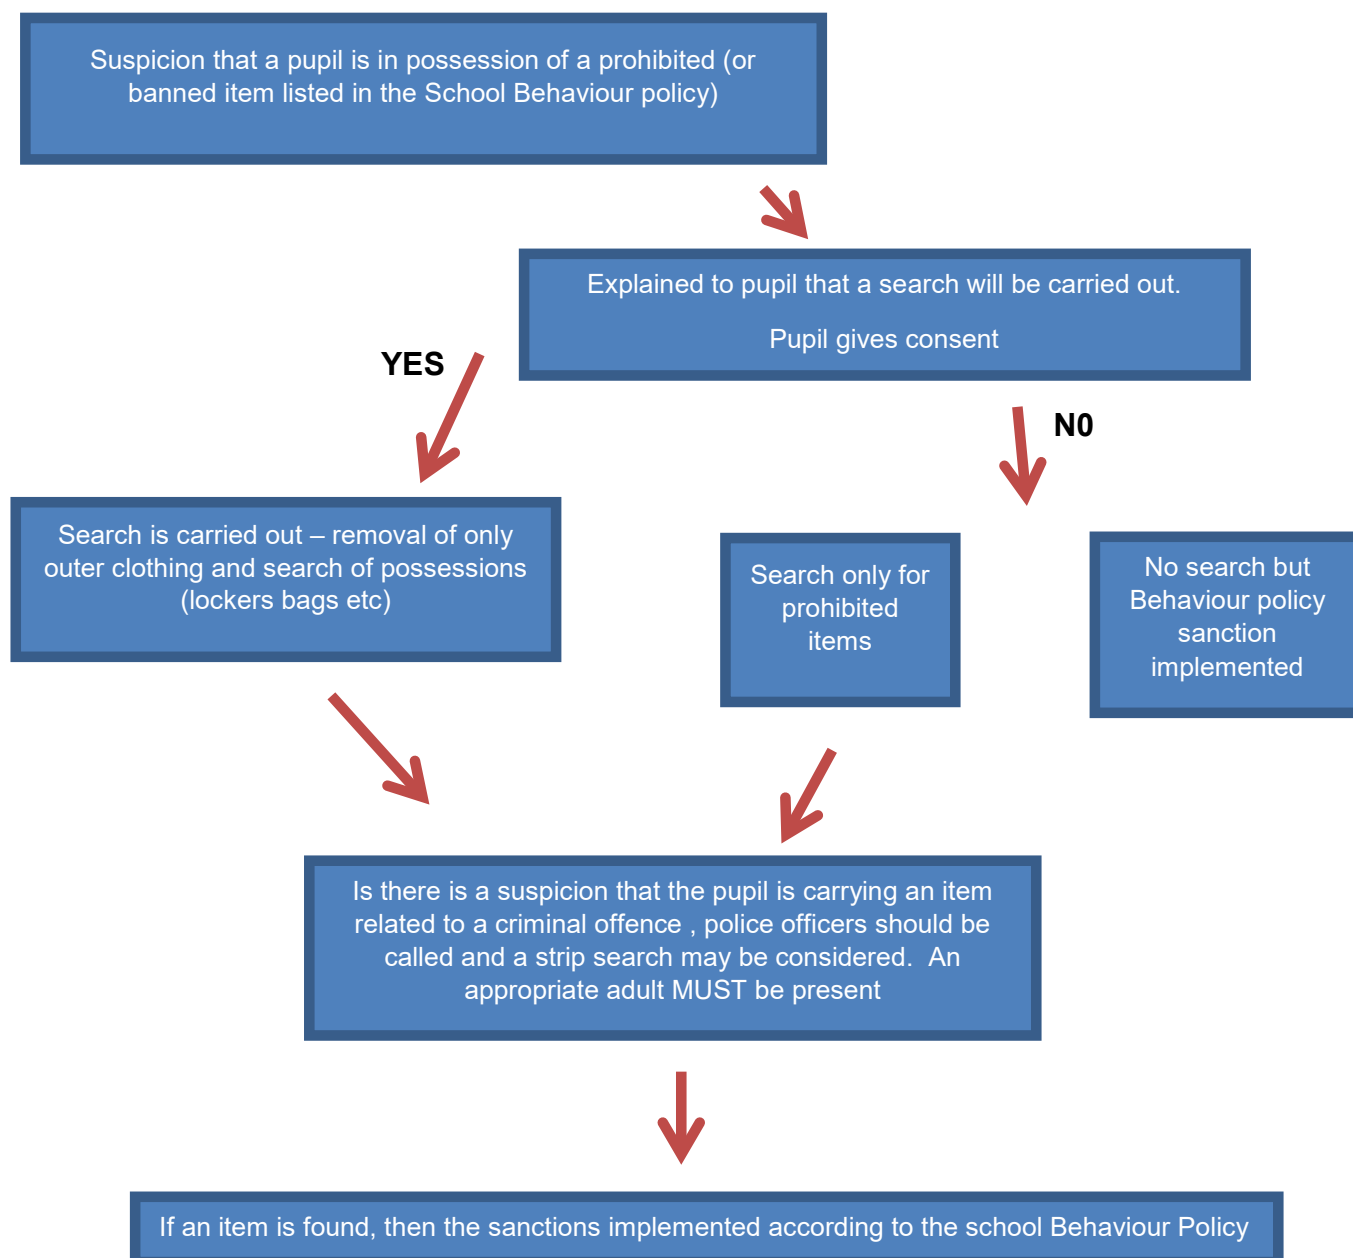 Suspicion that a pupil is in possession of a prohibited (or
banned item listed in the School Behaviour policy)
Explained to pupil that a search will be carried out.
Pupil gives consent
YES
N0
Search is carried out – removal of only
outer clothing and search of possessions
(lockers bags etc)
Search only for
prohibited
items
No search but
Behaviour policy
sanction
implemented
Is there is a suspicion that the pupil is carrying an item
related to a criminal offence , police officers should be
called and a strip search may be considered.  An
appropriate adult MUST be present
If an item is found, then the sanctions implemented according to the school Behaviour Policy